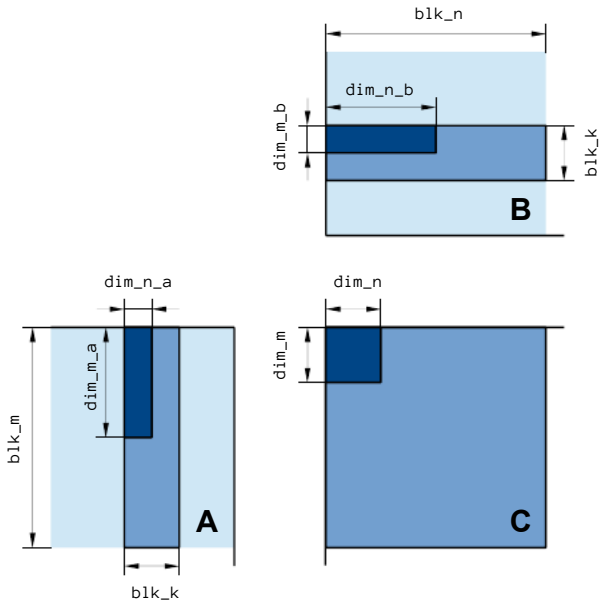 blk_n
dim_n_b
dim_m_b
blk_k
B
dim_n_a
dim_n
dim_m_a
dim_m
blk_m
A
C
blk_k